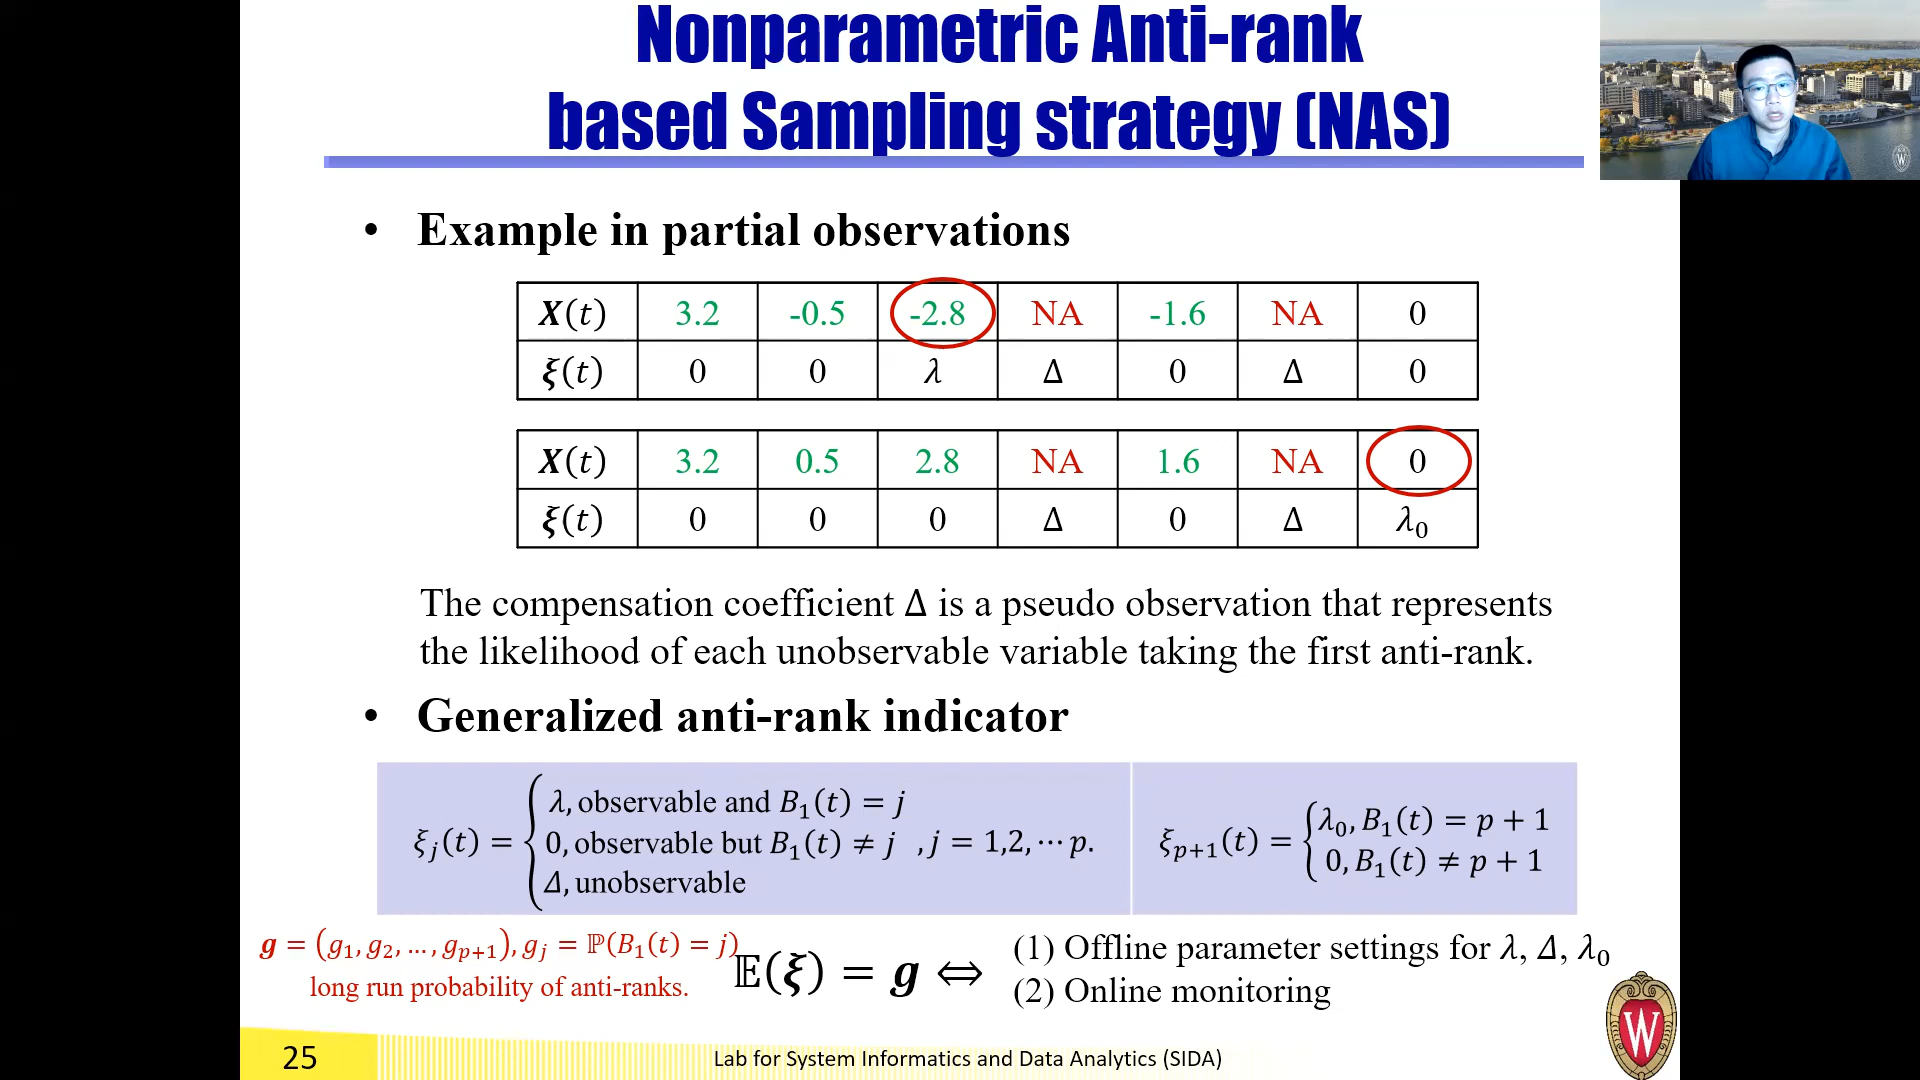 Nonparametric Anti-rank
based Sampling strategy (NAS)
• Example in partial observations
X(t) 3.2 -0.5 -2.8 NA -1.6 NA 0
ξ(t) 0 0 λ Δ 0 Δ 0
X(t) 3.2 0.5 2.8 NA 1.6 NA 0
ξ(t) 0 0 0 Δ 0 Δ λ₀
The compensation coefficient Δ is a pseudo observation that represents
the likelihood of each unobservable variable taking the first anti-rank.
• Generalized anti-rank indicator
λ, observable and B₁(t) = j
ξⱼ(t) = { 0, observable but B₁(t) ≠ j , j = 1,2, ⋯ p.
Δ, unobservable
ξₚ₊₁(t) = { λ₀, B₁(t) = p + 1
0, B₁(t) ≠ p + 1
g = (g₁, g₂, …, gₚ₊₁), gⱼ = ℙ(B₁(t) = j)
long run probability of anti-ranks.
𝔼(ξ) = g ⇔
(1) Offline parameter settings for λ, Δ, λ₀
(2) Online monitoring
25
Lab for System Informatics and Data Analytics (SIDA)
W
W